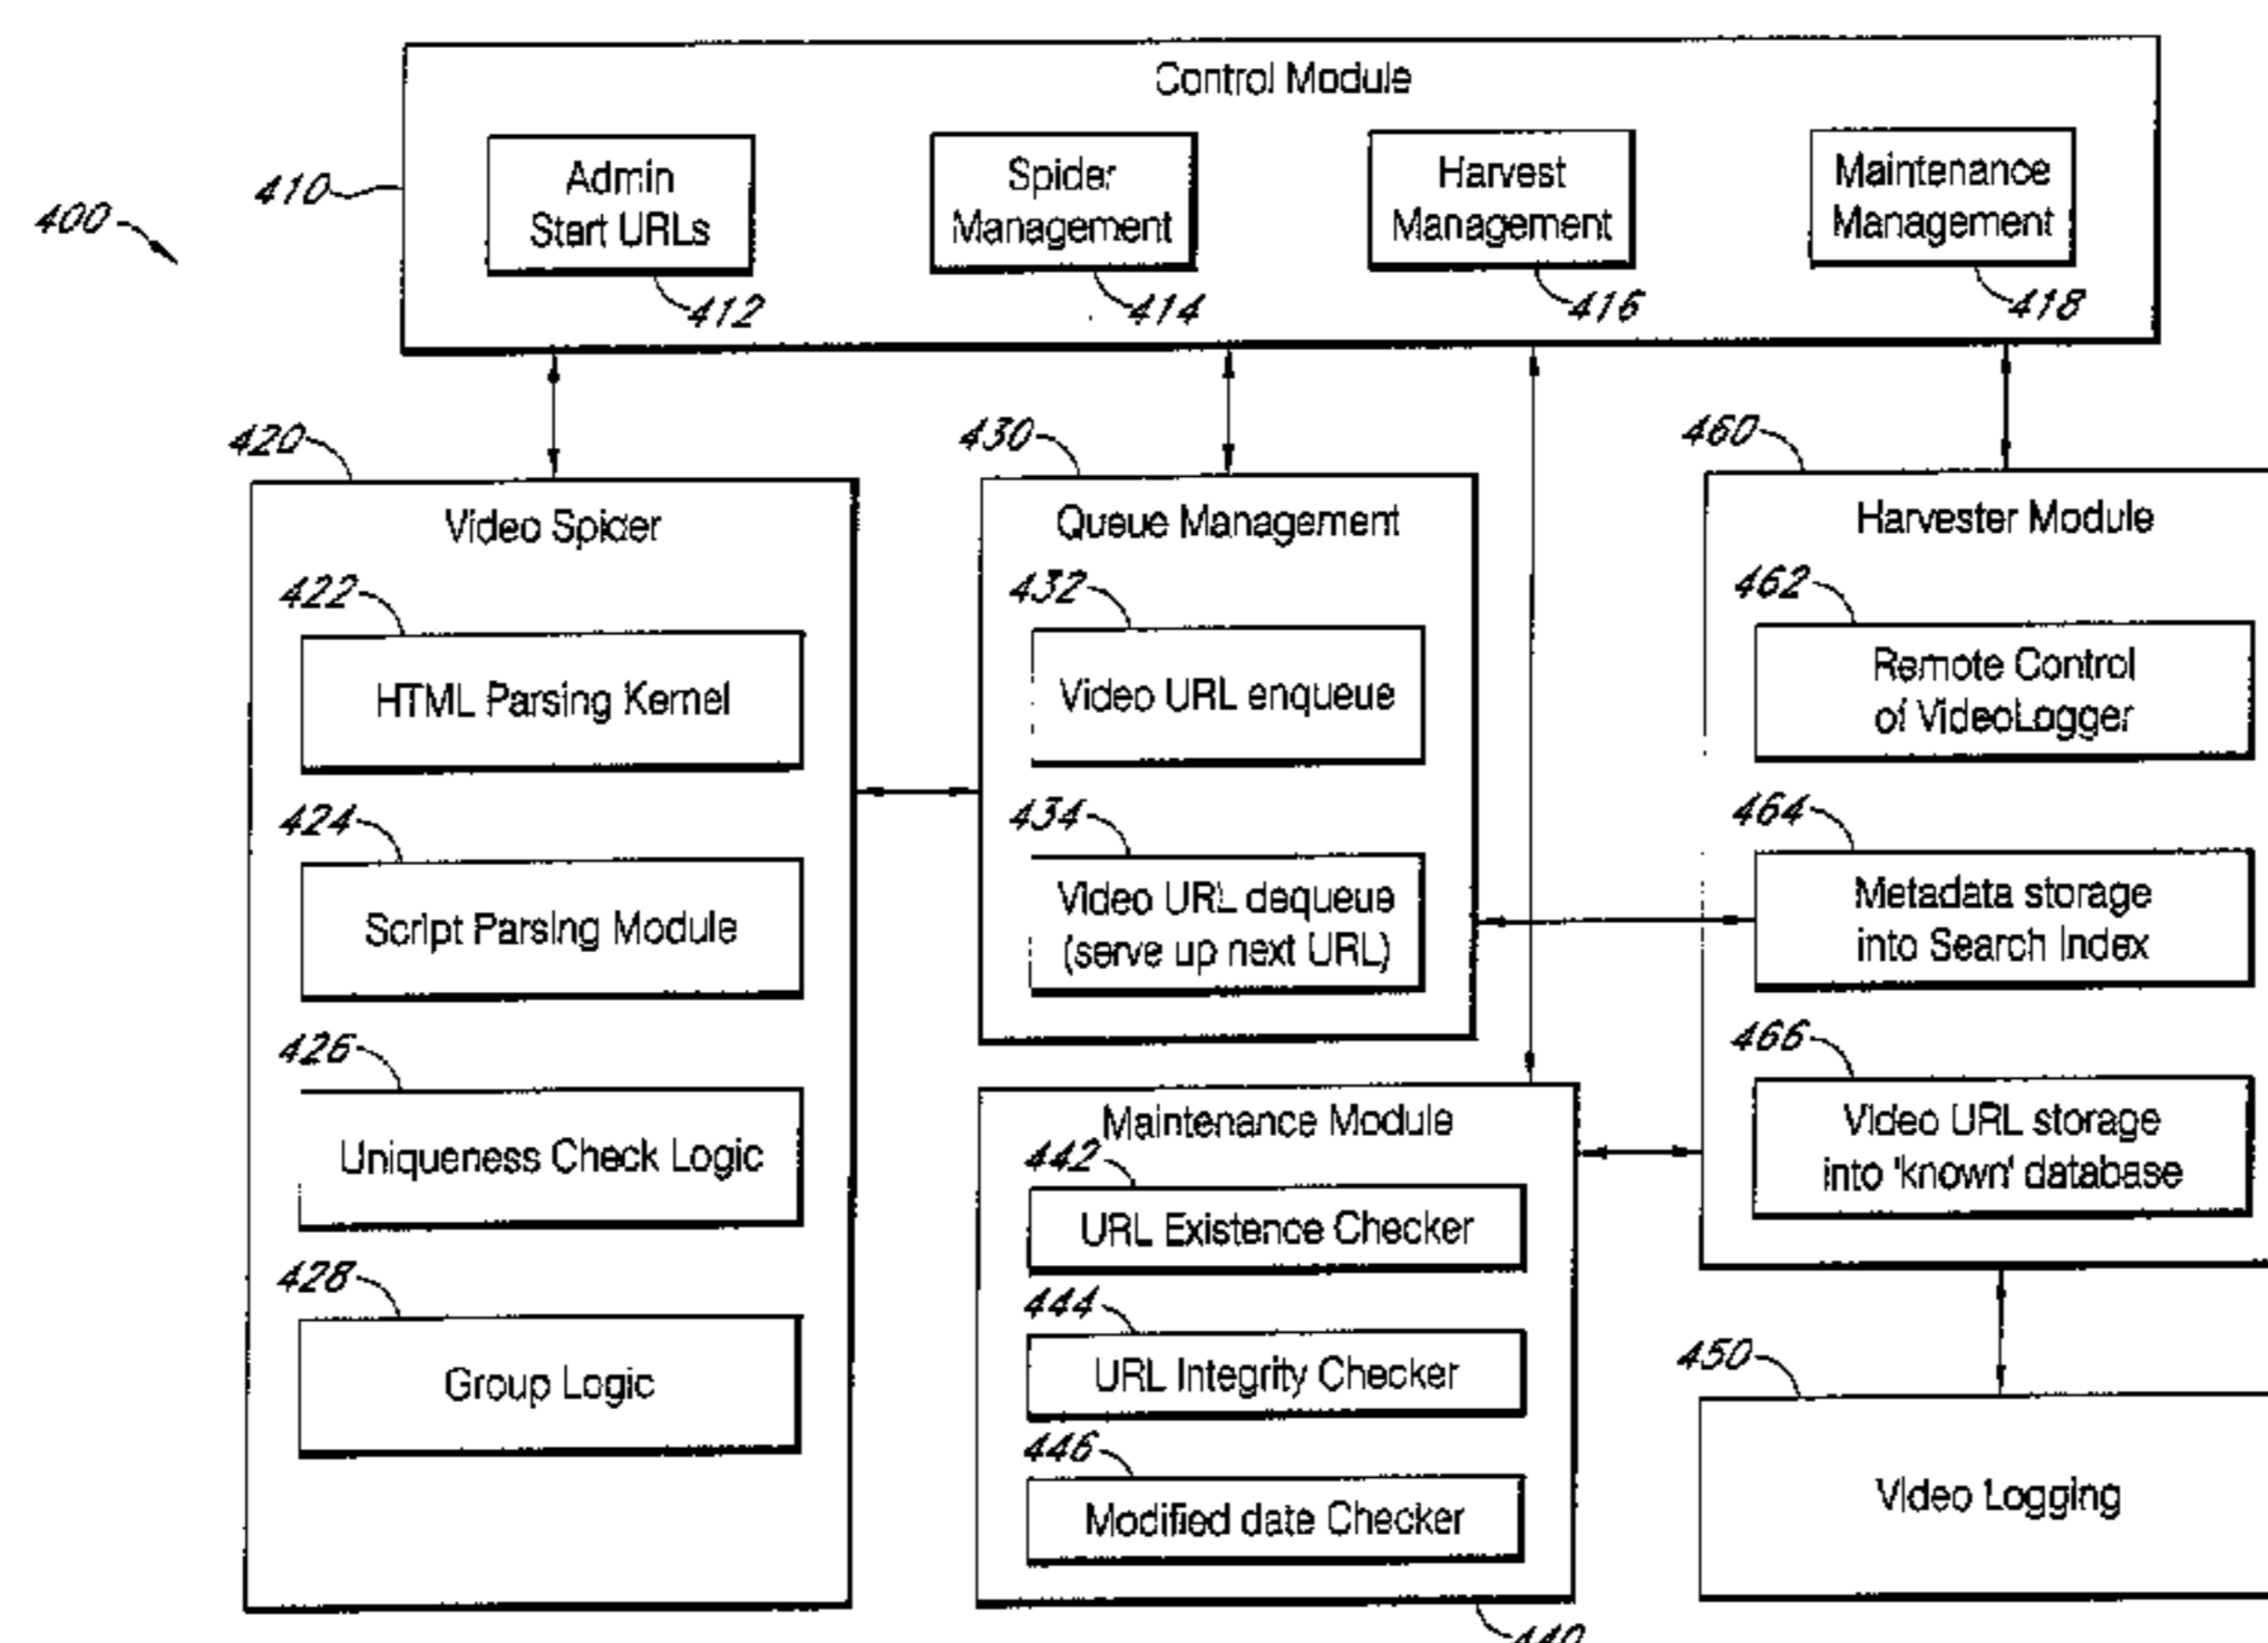 Control Module
400
410
Admin
Start URLs
412
Spider
Management
414
Harvest
Management
416
Maintenance
Management
418
420
Video Spider
422
HTML Parsing Kernel
424
Script Parsing Module
426
Uniqueness Check Logic
428
Group Logic
430
Queue Management
432
Video URL enqueue
434
Video URL dequeue
(serve up next URL)
Maintenance Module
442
URL Existence Checker
444
URL Integrity Checker
446
Modified date Checker
440
460
Harvester Module
462
Remote Control
of VideoLogger
464
Metadata storage
into Search Index
466
Video URL storage
into 'known' database
450
Video Logging